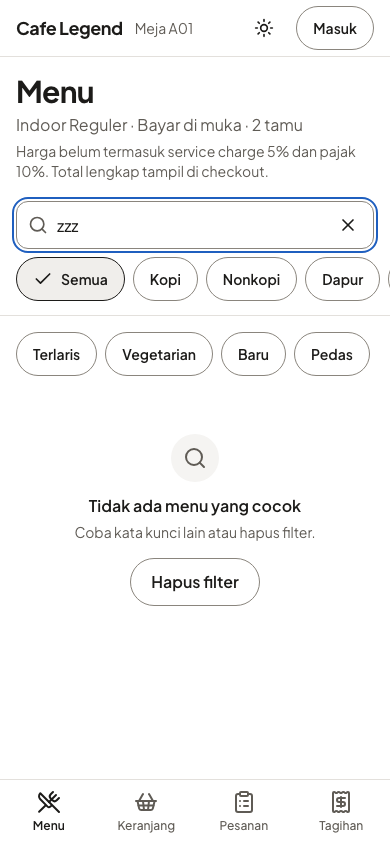 Cafe Legend Meja A01 Masuk
Menu
Indoor Reguler · Bayar di muka · 2 tamu
Harga belum termasuk service charge 5% dan pajak
10%. Total lengkap tampil di checkout.
zzz
Semua Kopi Nonkopi Dapur
Terlaris Vegetarian Baru Pedas
Tidak ada menu yang cocok
Coba kata kunci lain atau hapus filter.
Hapus filter
Menu Keranjang Pesanan Tagihan